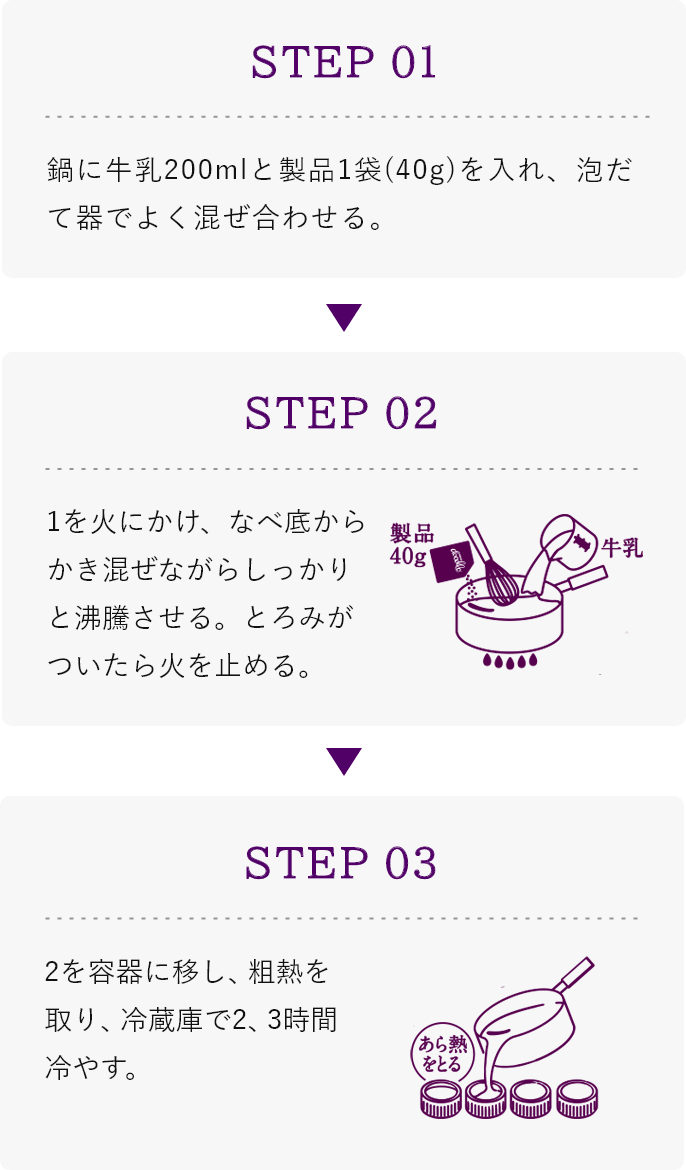 STEP 01
鍋に牛乳200mlと製品1袋(40g)を入れ、泡だ
て器でよく混ぜ合わせる。
STEP 02
1を火にかけ、なべ底から
かき混ぜながらしっかり
と沸騰させる。とろみが
ついたら火を止める。
製品
40g
牛乳
STEP 03
2を容器に移し、粗熱を
取り、冷蔵庫で2、3時間
冷やす。
あら熱
をとる